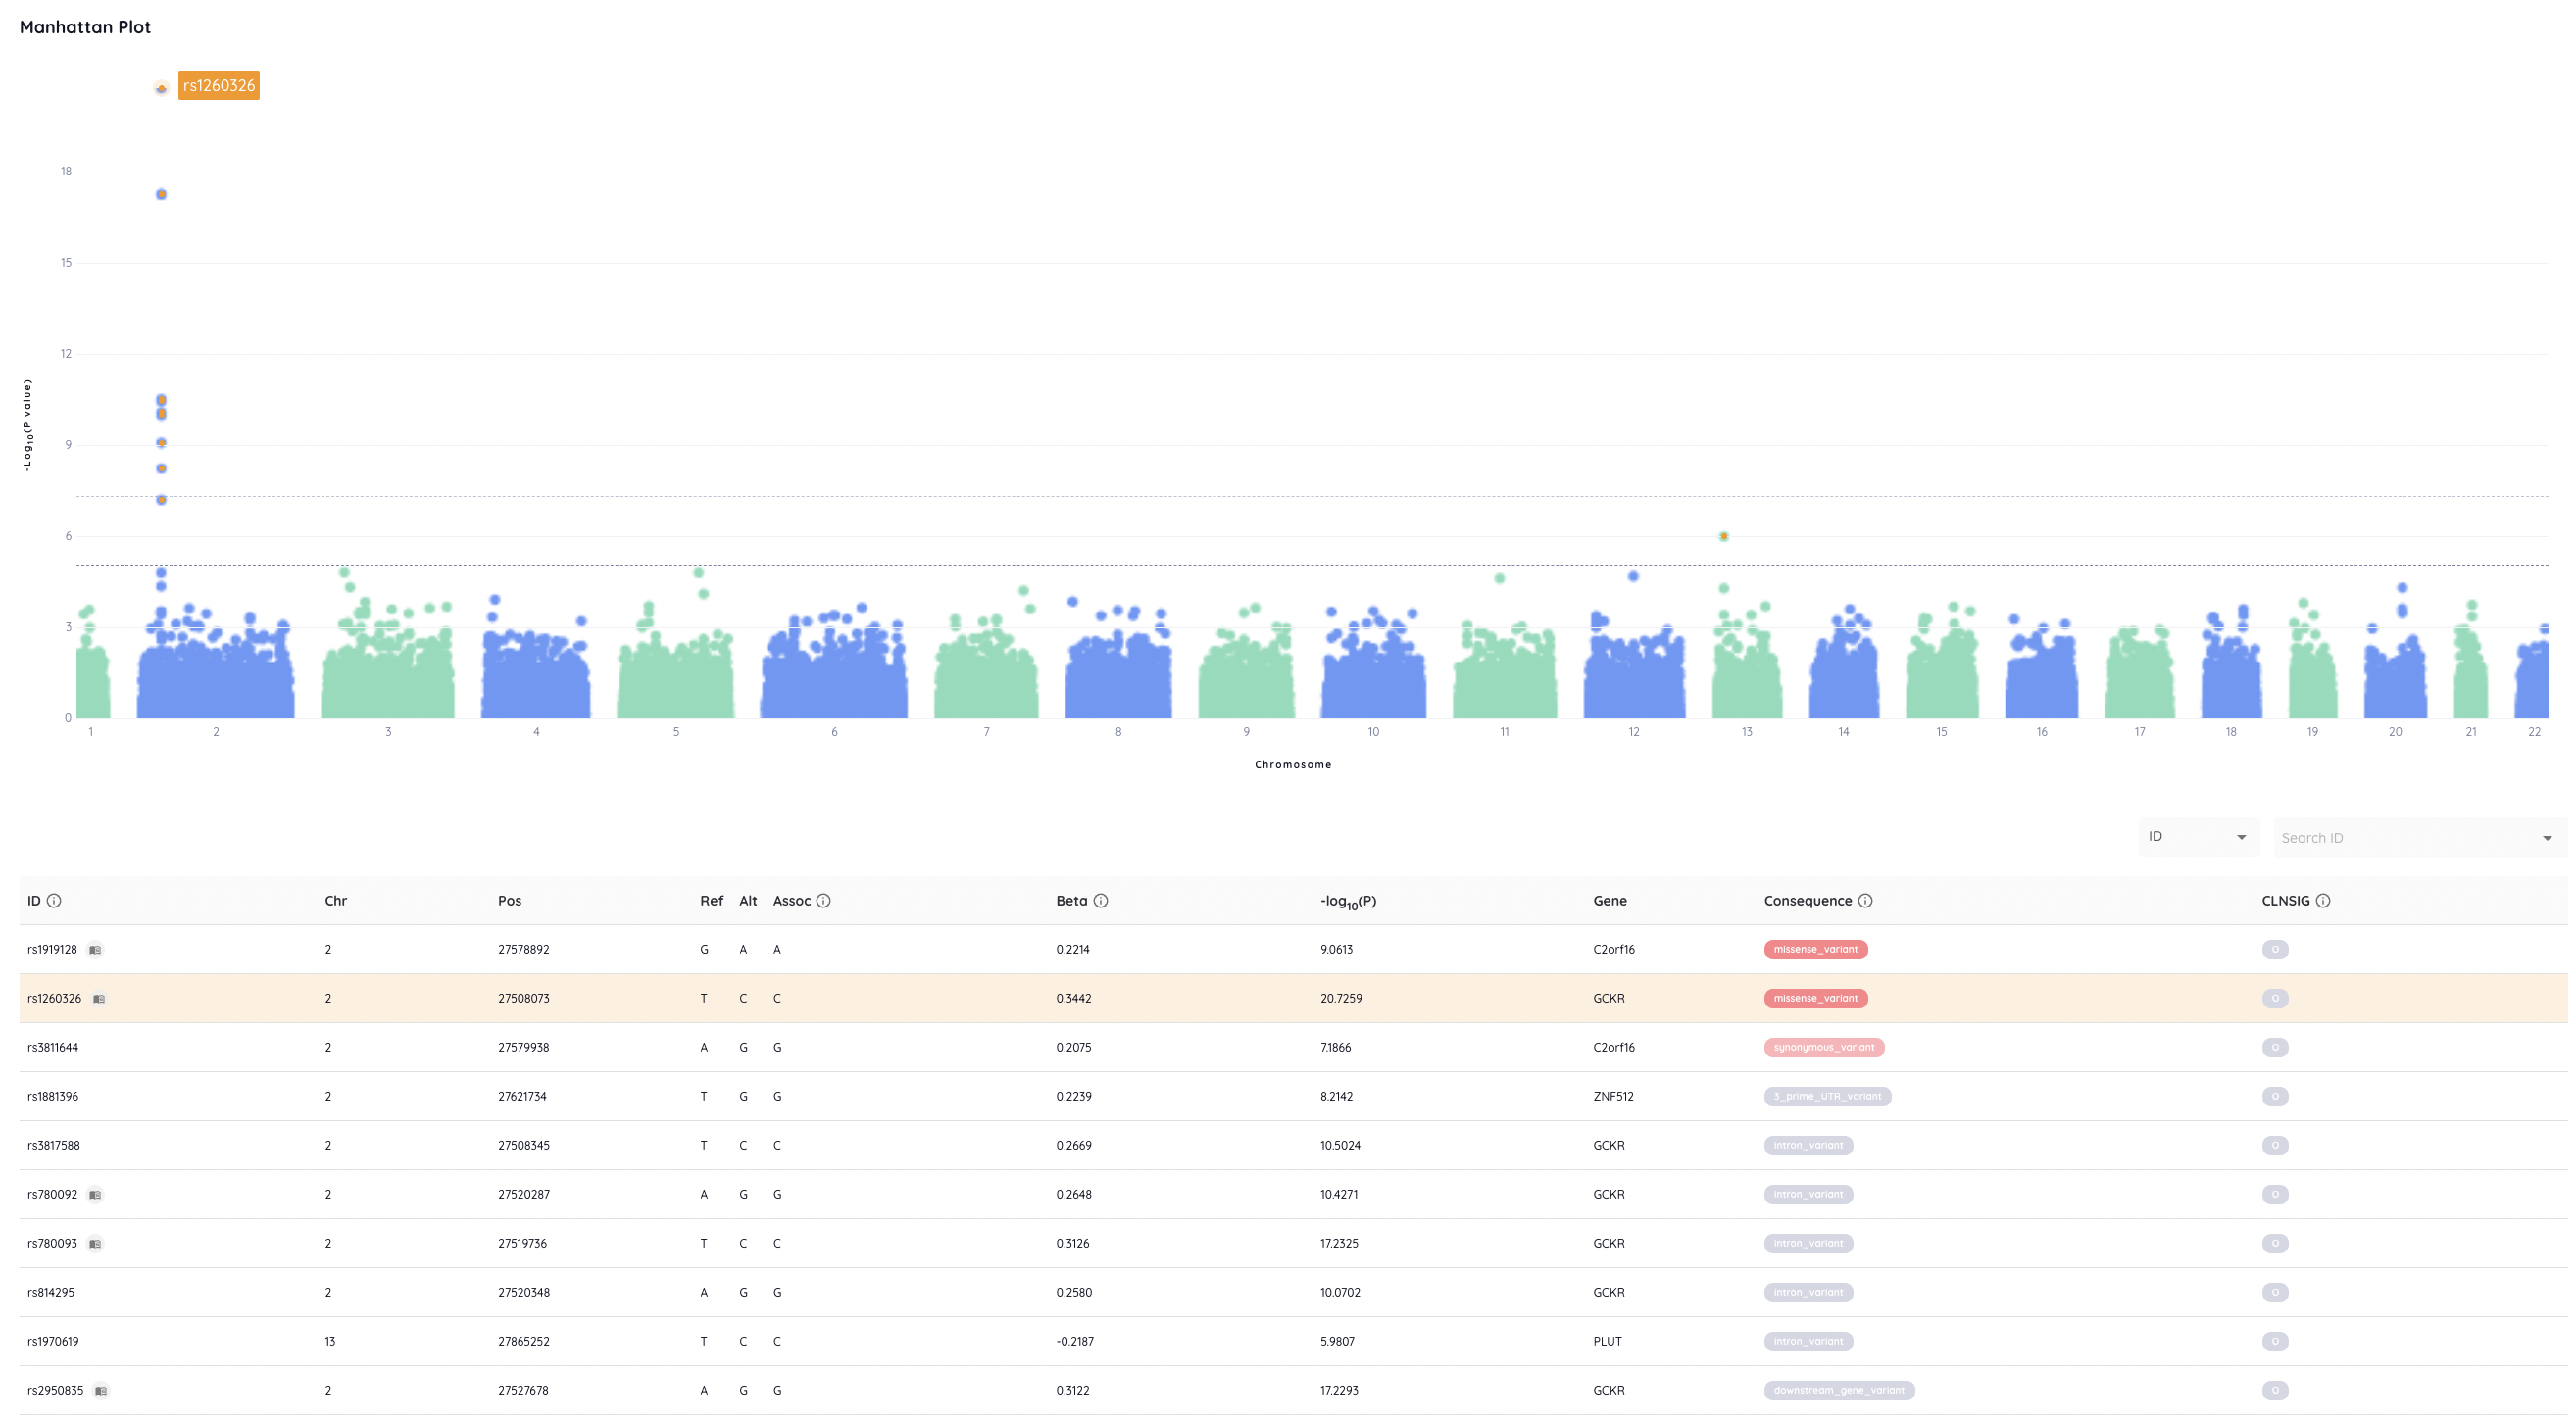 Manhattan Plot
rs1260326
18
15
12
9
6
3
0
-Log10(P value)
1 2 3 4 5 6 7 8 9 10 11 12 13 14 15 16 17 18 19 20 21 22
Chromosome
ID Search ID
ID Chr Pos Ref Alt Assoc Beta -log10(P) Gene Consequence CLNSIG
rs1919128 2 27578892 G A A 0.2214 9.0613 C2orf16 missense_variant O
rs1260326 2 27508073 T C C 0.3442 20.7259 GCKR missense_variant O
rs3811644 2 27579938 A G G 0.2075 7.1866 C2orf16 synonymous_variant O
rs1881396 2 27621734 T G G 0.2239 8.2142 ZNF512 3_prime_UTR_variant O
rs3817588 2 27508345 T C C 0.2669 10.5024 GCKR intron_variant O
rs780092 2 27520287 A G G 0.2648 10.4271 GCKR intron_variant O
rs780093 2 27519736 T C C 0.3126 17.2325 GCKR intron_variant O
rs814295 2 27520348 A G G 0.2580 10.0702 GCKR intron_variant O
rs1970619 13 27865252 T C C -0.2187 5.9807 PLUT intron_variant O
rs2950835 2 27527678 A G G 0.3122 17.2293 GCKR downstream_gene_variant O